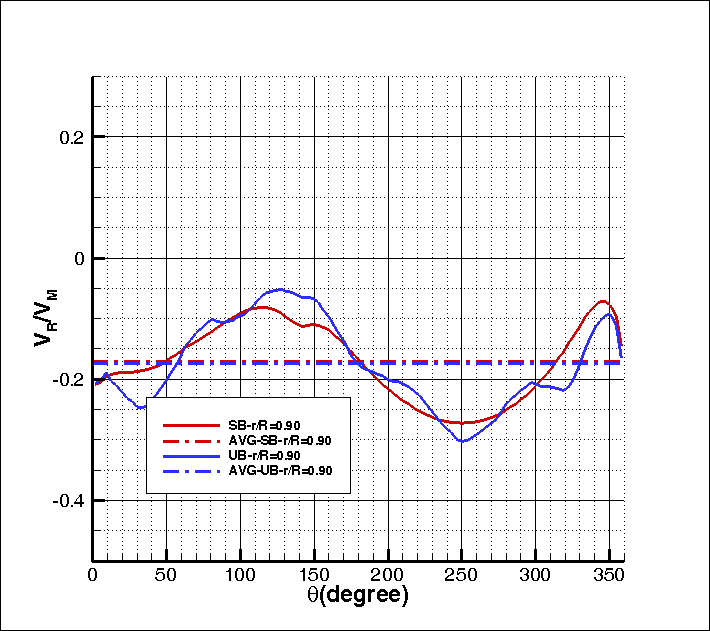 0.2
0
-0.2
-0.4
V_R/V_M
SB-r/R=0.90
AVG-SB-r/R=0.90
UB-r/R=0.90
AVG-UB-r/R=0.90
0 50 100 150 200 250 300 350
θ(degree)